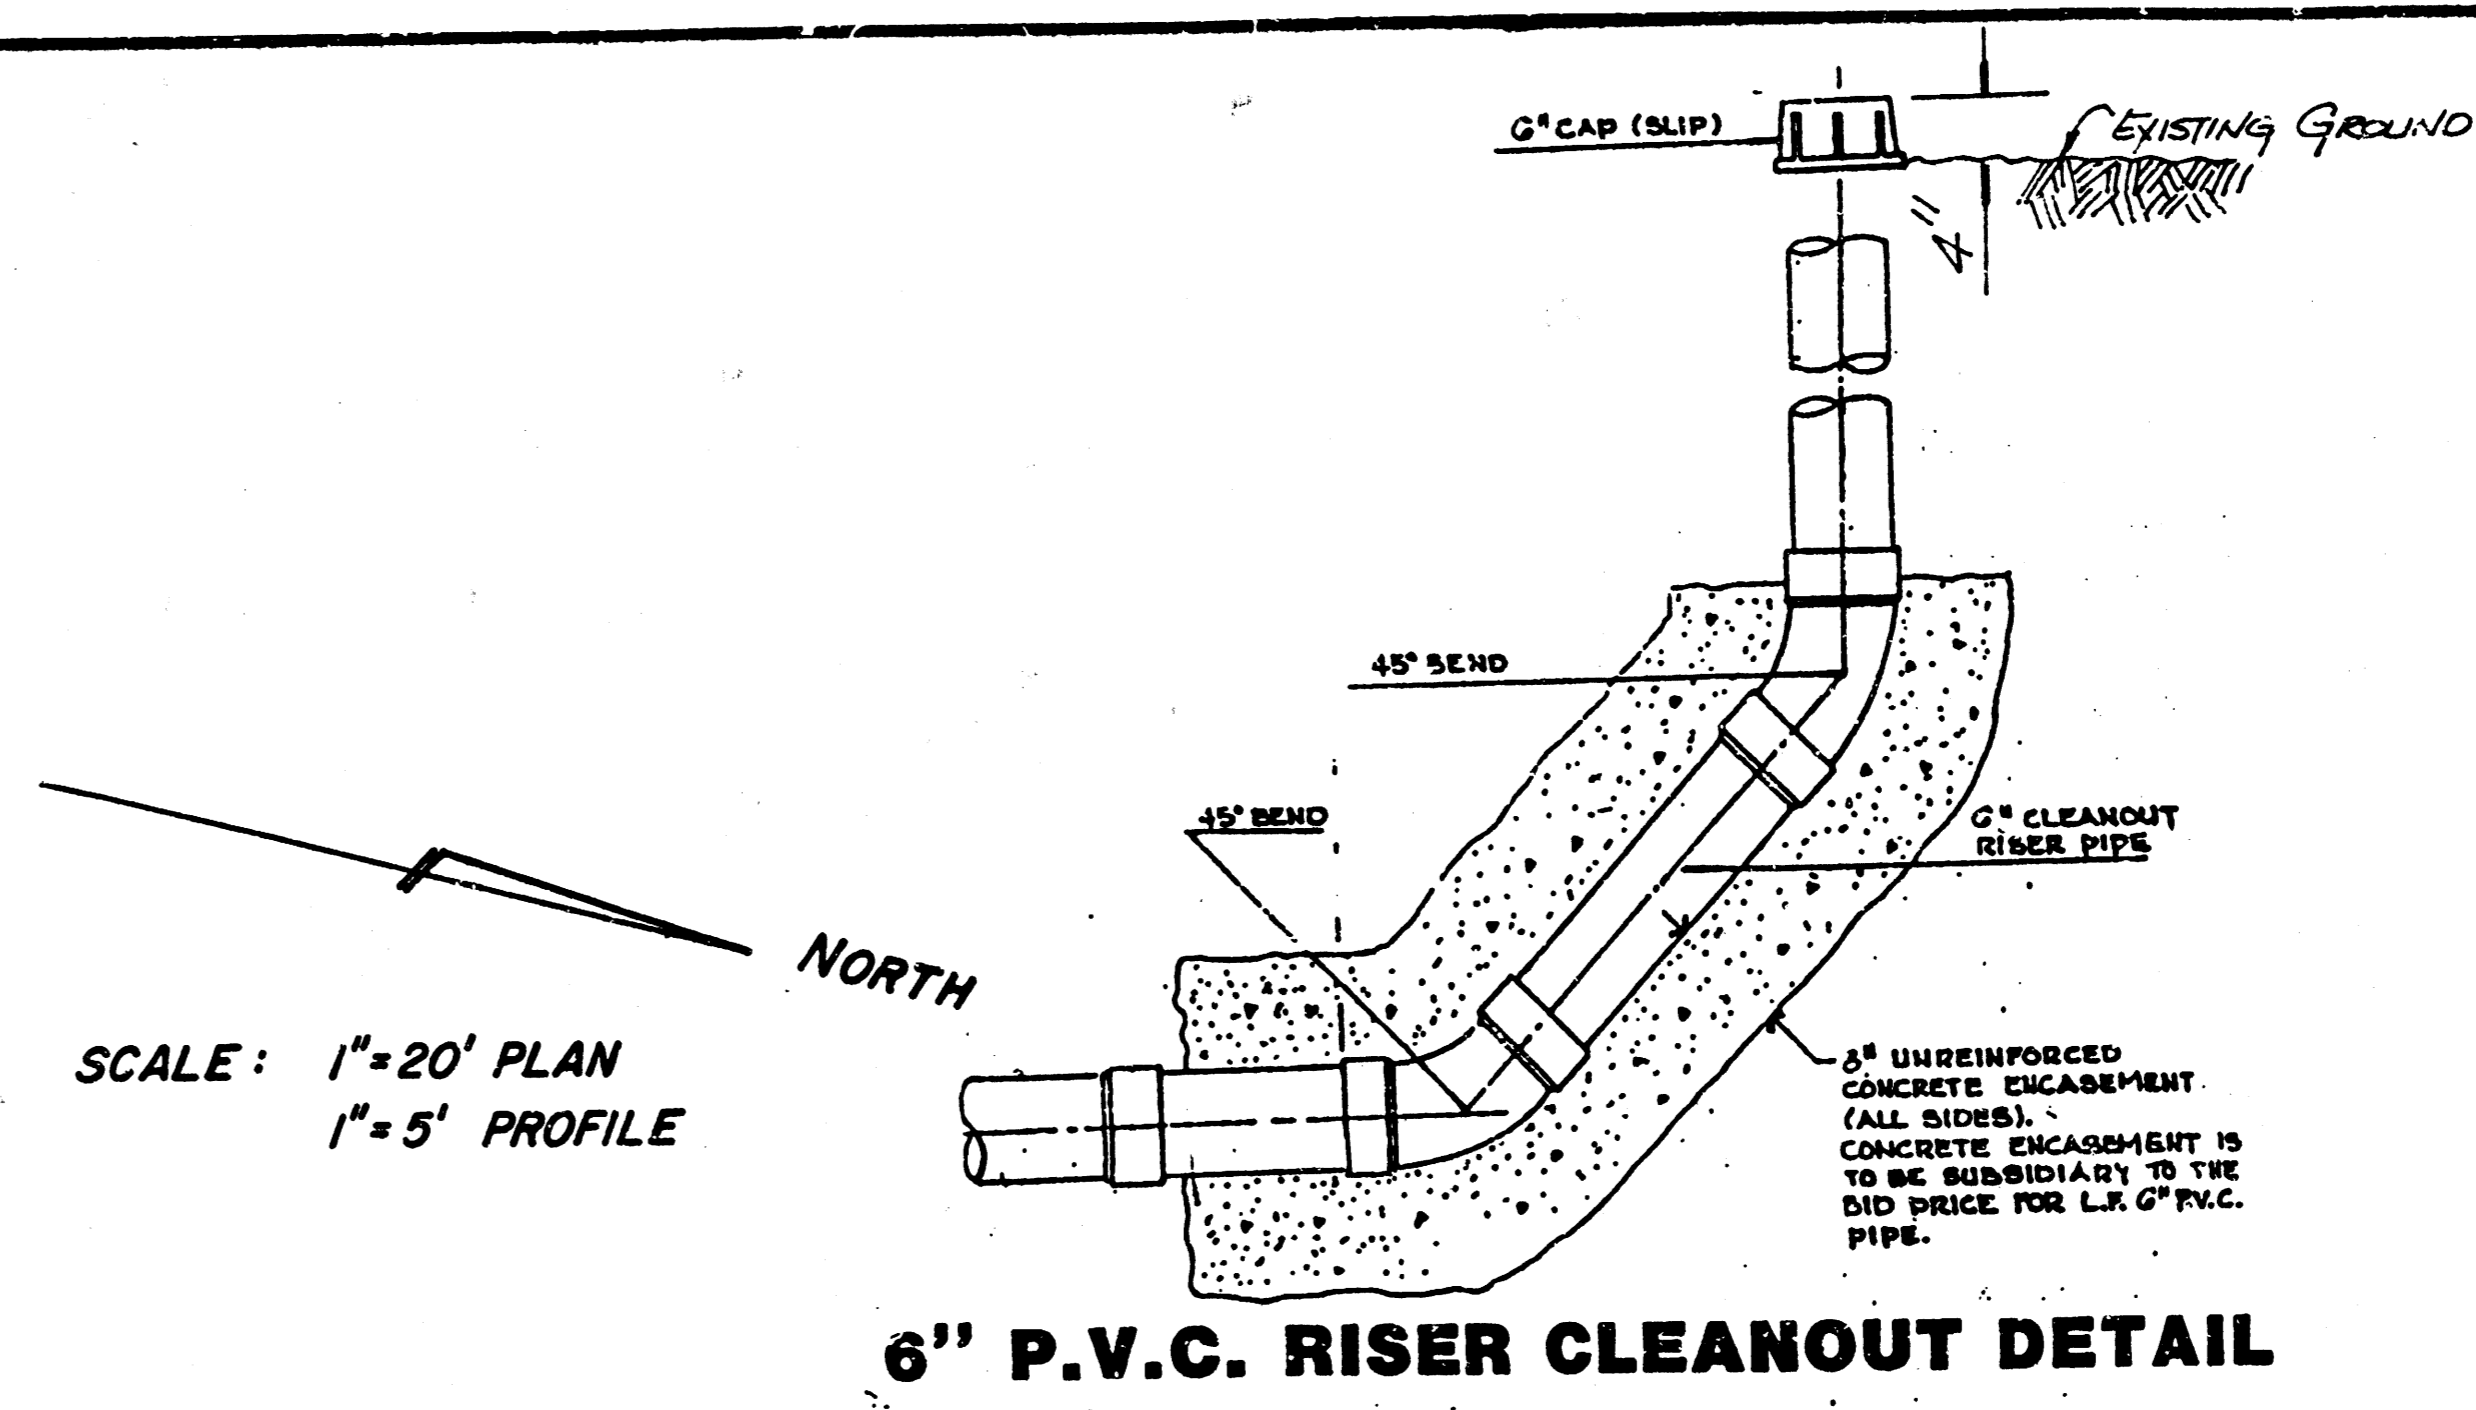 6" CAP (SLIP)
EXISTING GROUND
4"
45° BEND
45° BEND
6" CLEANOUT
RISER PIPE
NORTH
SCALE: 1"=20' PLAN
1"=5' PROFILE
UNREINFORCED
CONCRETE ENCASEMENT
(ALL SIDES).
CONCRETE ENCASEMENT IS
TO BE SUBSIDIARY TO THE
BID PRICE FOR L.F. 6" P.V.C.
PIPE.
6" P.V.C. RISER CLEANOUT DETAIL